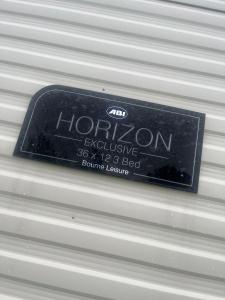 ABI
HORIZON
EXCLUSIVE
36 x 12 3 Bed
Bourne Leisure